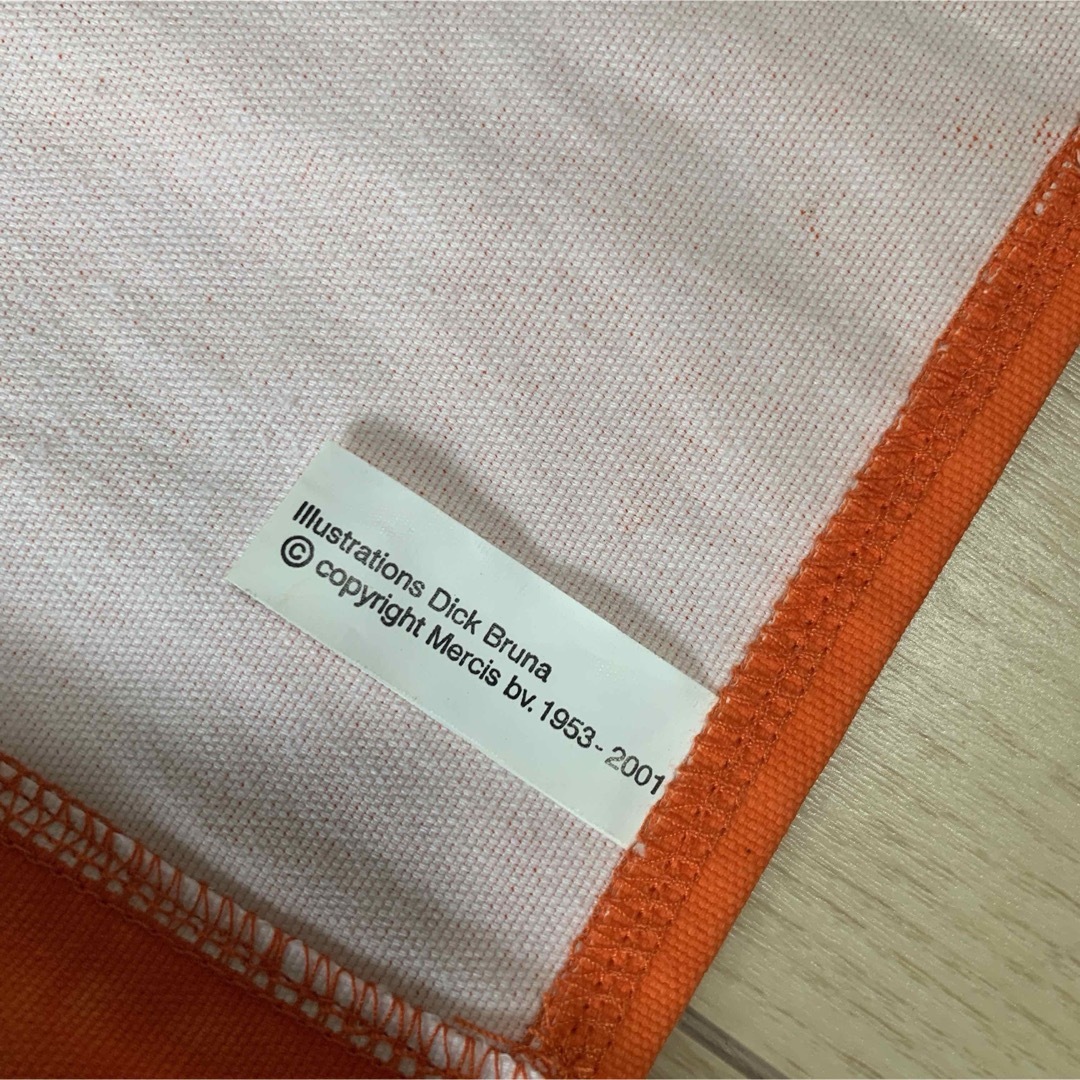 Illustrations Dick Bruna
© copyright Mercis bv. 1953-2001